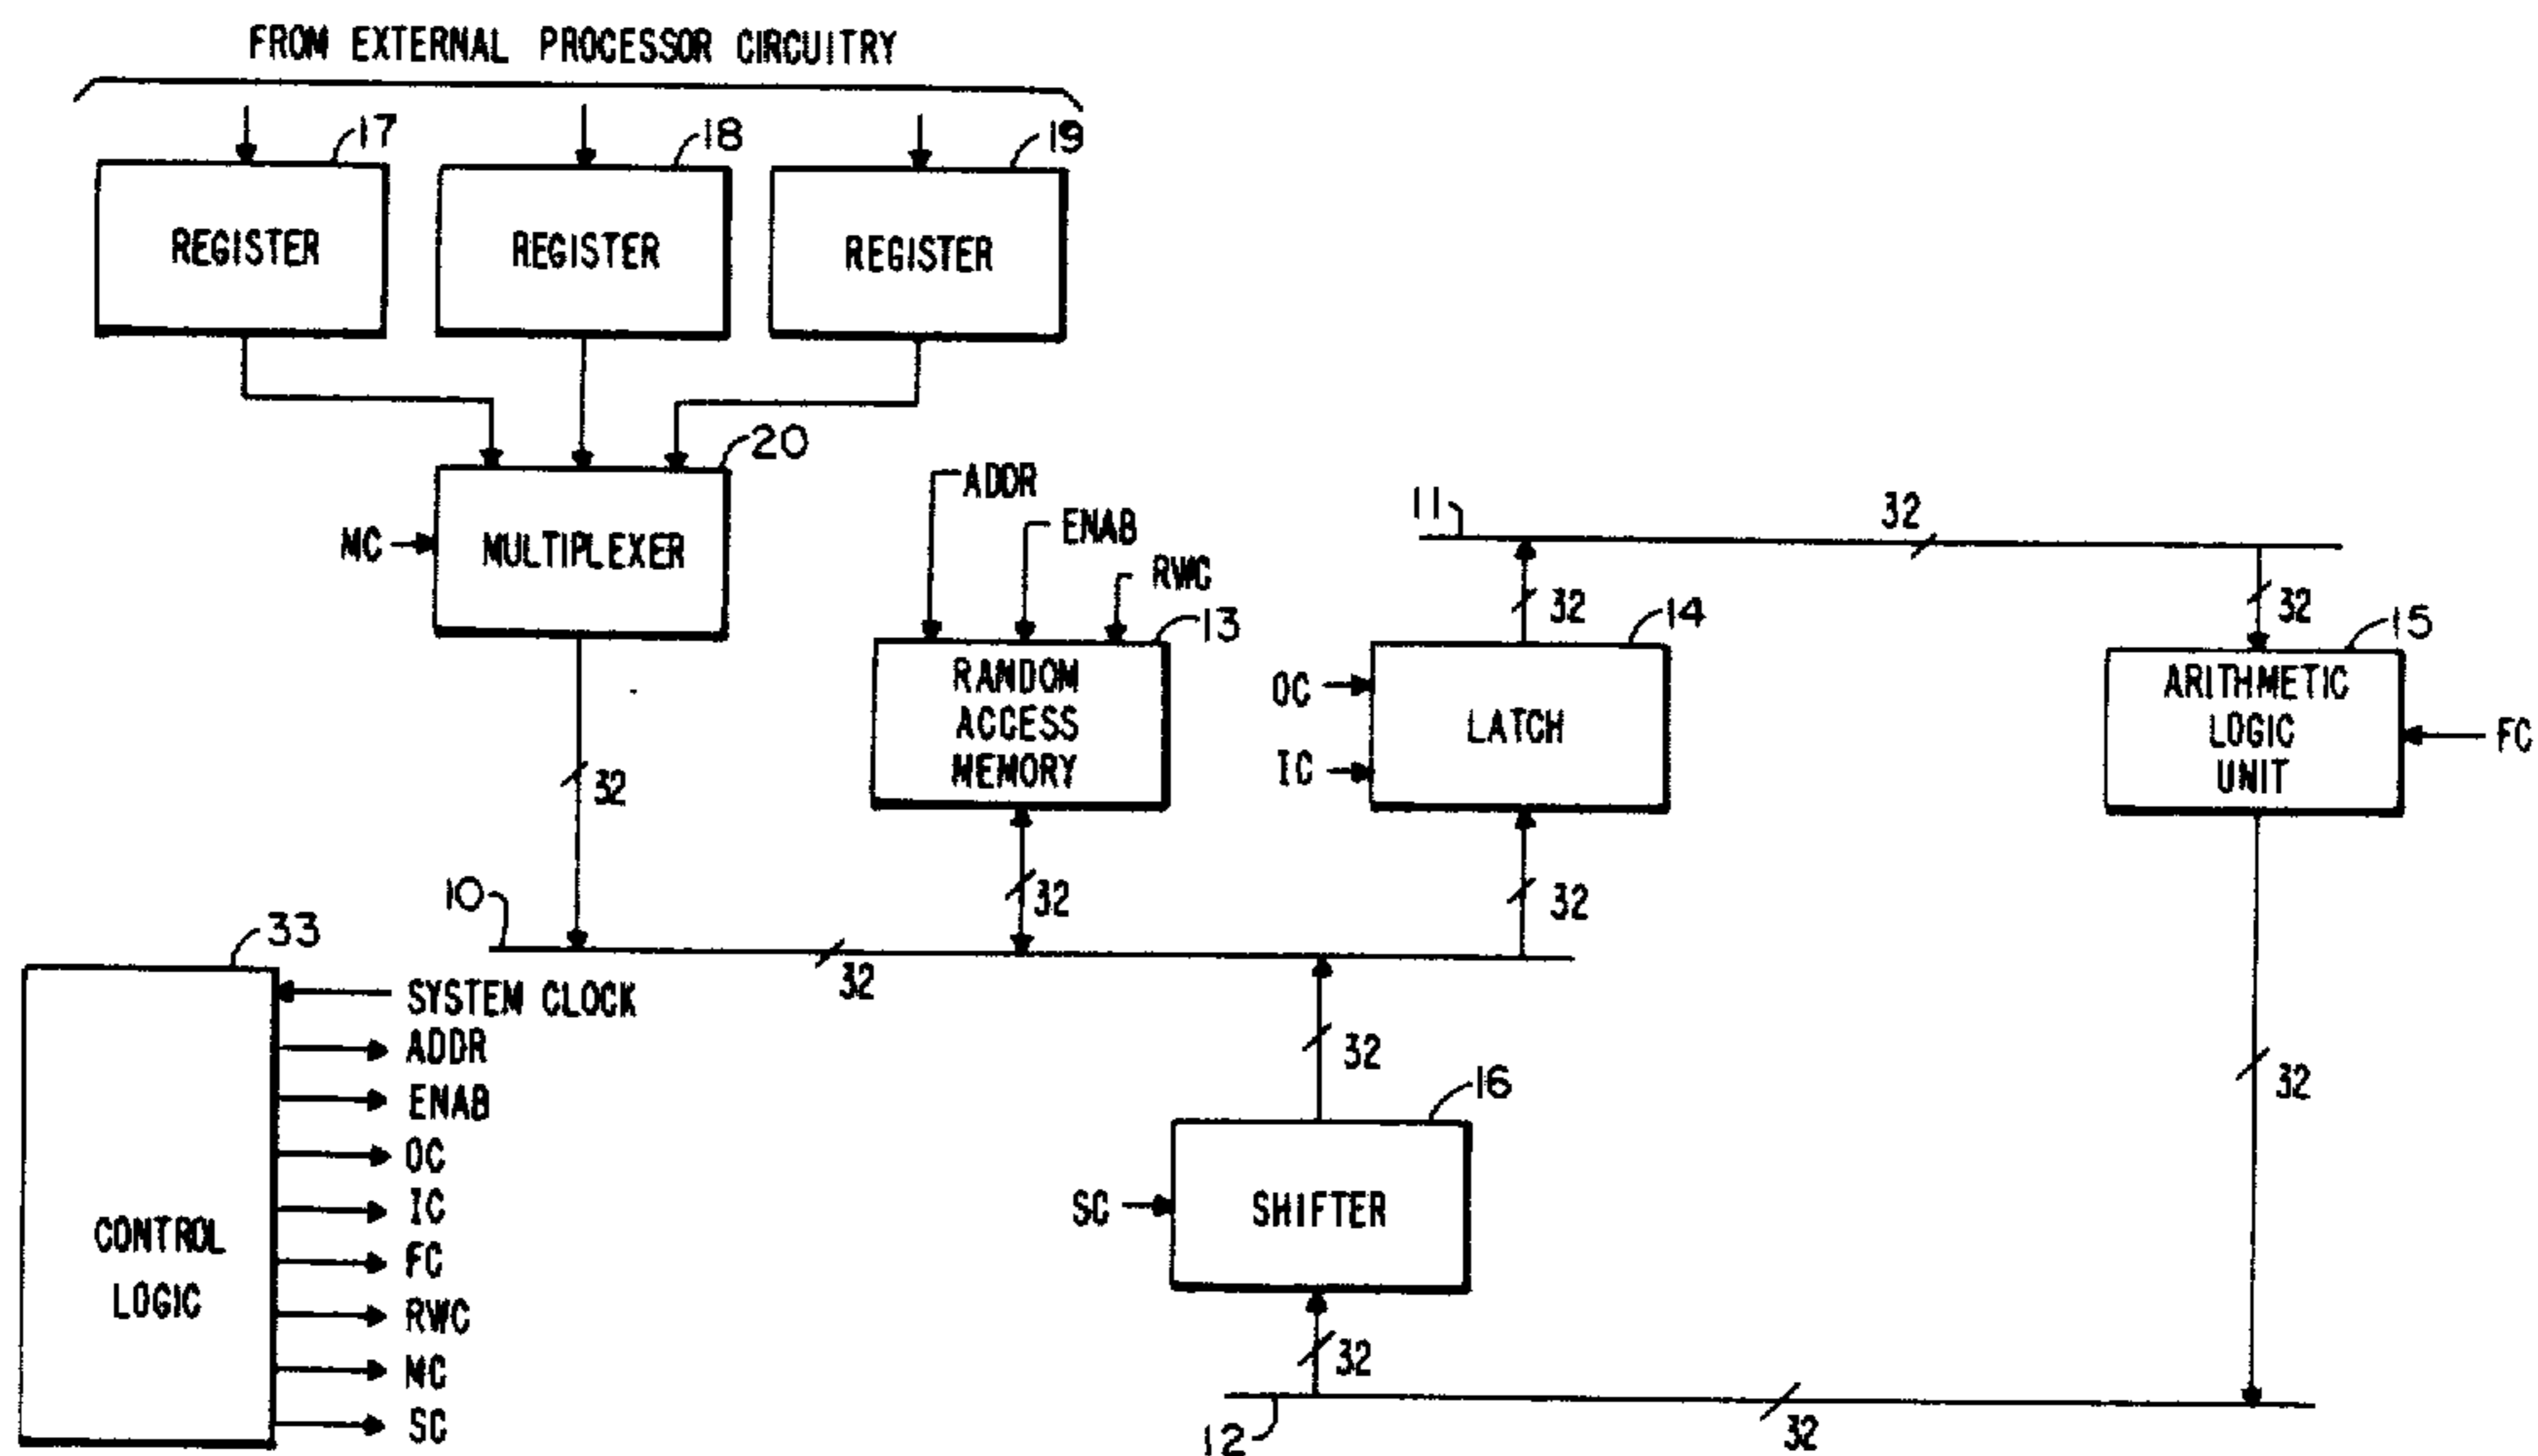 FROM EXTERNAL PROCESSOR CIRCUITRY
17
18
19
REGISTER
REGISTER
REGISTER
20
MC
MULTIPLEXER
ADDR
ENAB
RWC
13
RANDOM
ACCESS
MEMORY
11
32
32
32
14
15
OC
IC
LATCH
ARITHMETIC
LOGIC
UNIT
FC
32
32
32
10
32
33
CONTROL
LOGIC
SYSTEM CLOCK
ADDR
ENAB
OC
IC
FC
RWC
MC
SC
32
16
SC
SHIFTER
32
32
12
32